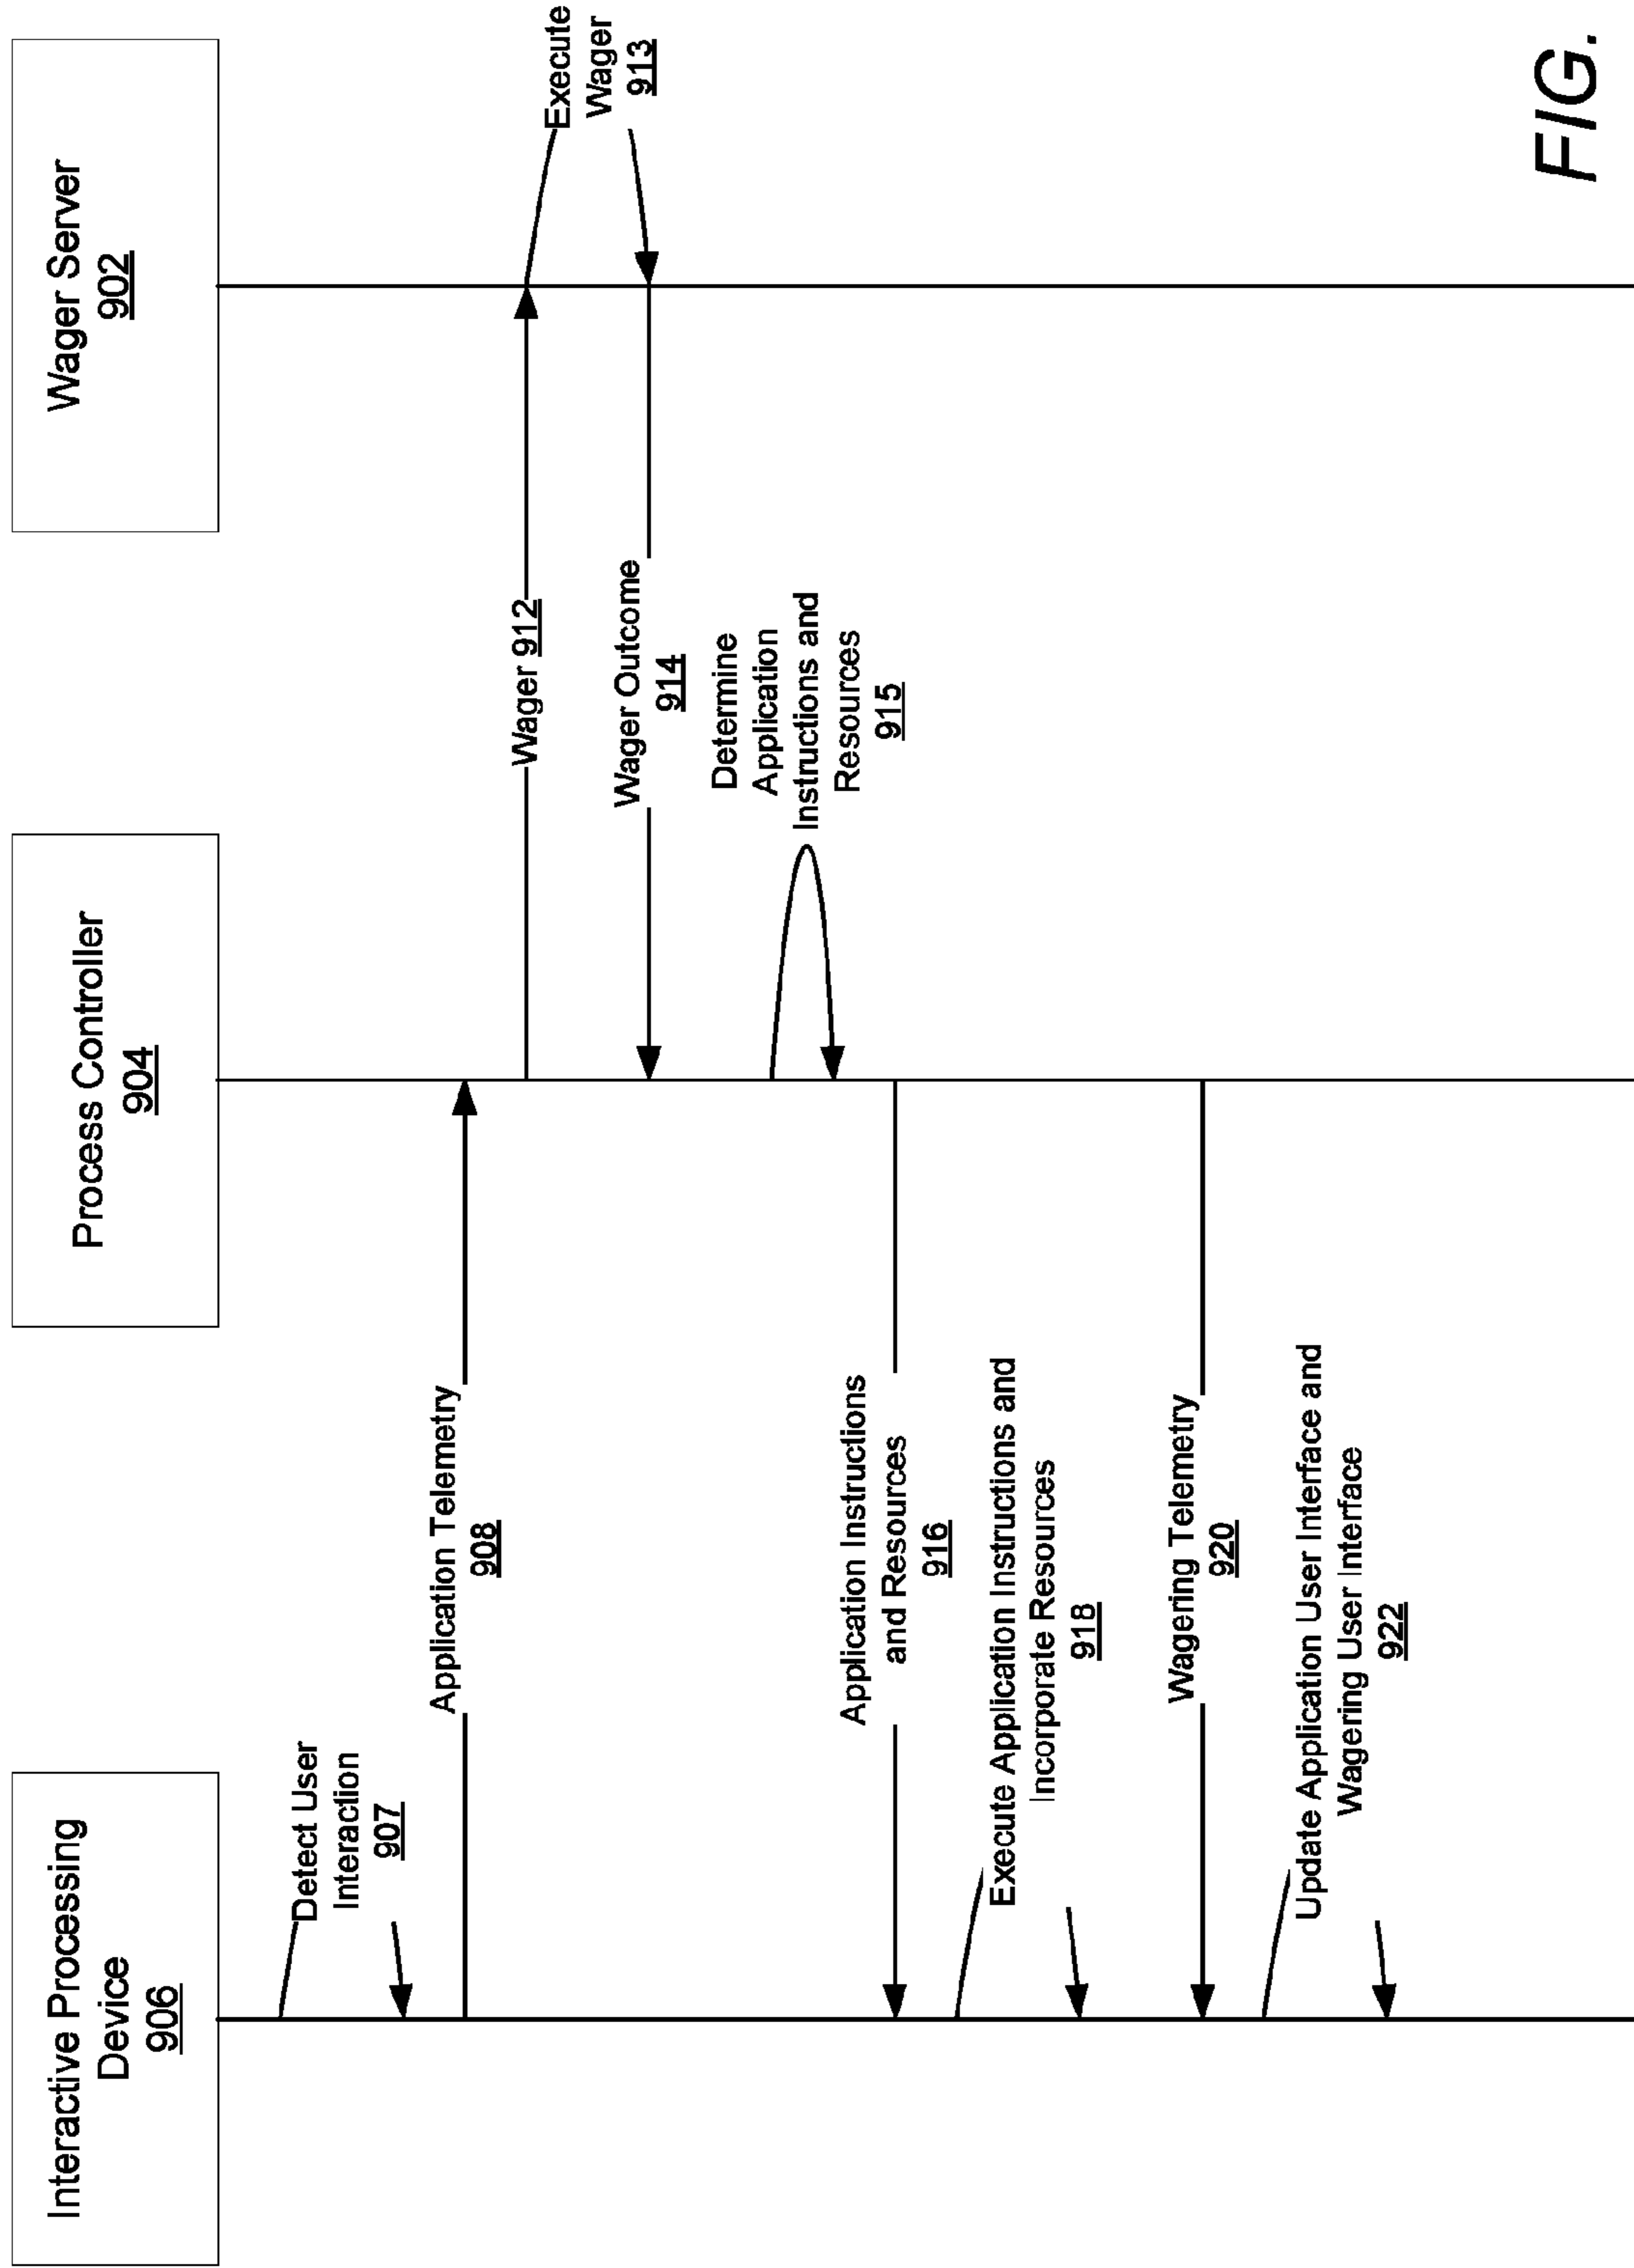 Interactive Processing
Device
906
Process Controller
904
Wager Server
902
Detect User
Interaction
907
Application Telemetry
908
Wager 912
Execute
Wager
913
Wager Outcome
914
Determine
Application
Instructions and
Resources
915
Application Instructions
and Resources
916
Execute Application Instructions and
Incorporate Resources
918
Wagering Telemetry
920
Update Application User Interface and
Wagering User Interface
922
FIG.